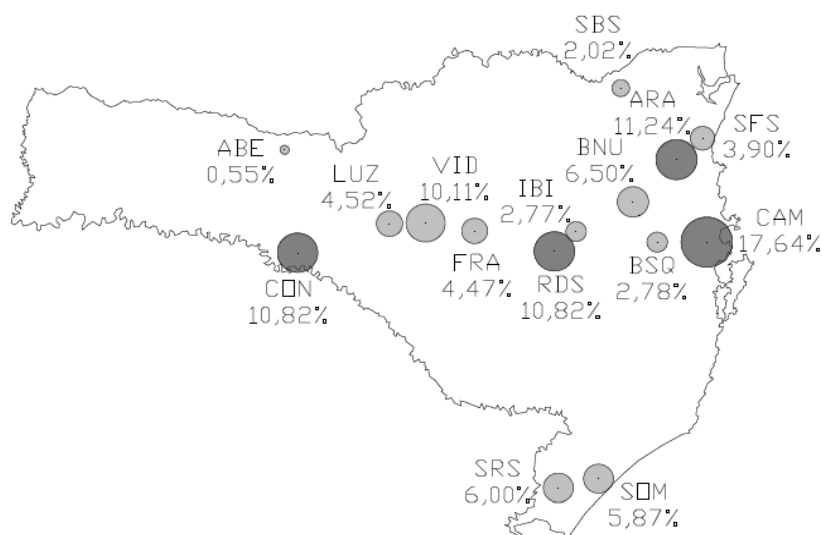 SBS
2,02%
ARA
11,24%
SFS
3,90%
ABE
0,55%
BNU
6,50%
VID
10,11%
LUZ
4,52%
IBI
2,77%
CAM
17,64%
FRA
4,47%
BSQ
2,78%
RDS
10,82%
C□N
10,82%
SRS
6,00%
S□M
5,87%